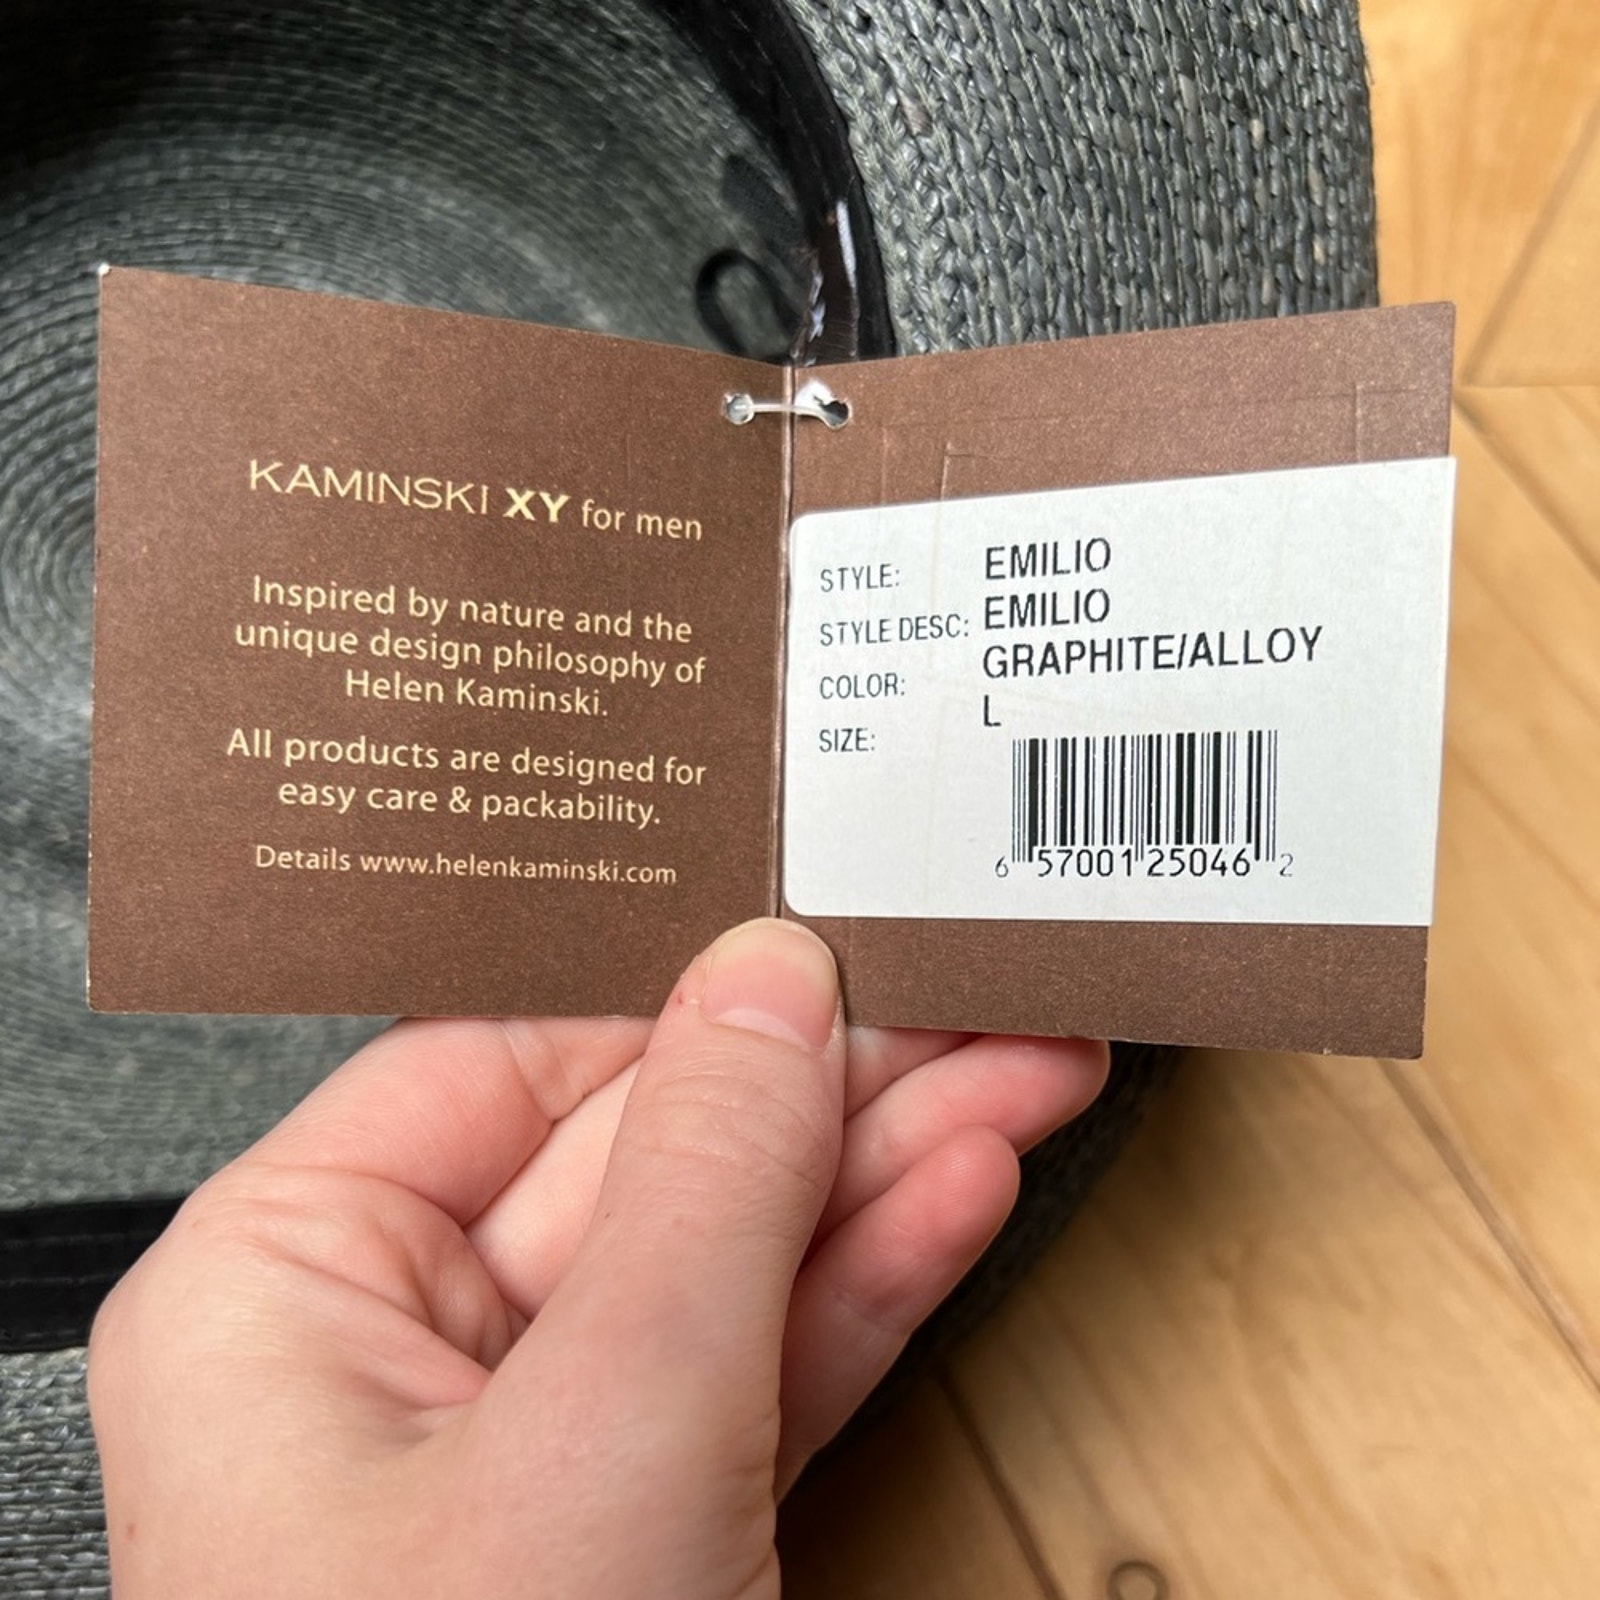 KAMINSKI XY for men
Inspired by nature and the
unique design philosophy of
Helen Kaminski.
All products are designed for
easy care & packability.
Details www.helenkaminski.com
STYLE: EMILIO
STYLE DESC: EMILIO
COLOR: GRAPHITE/ALLOY
SIZE: L
6 57001 25046 2